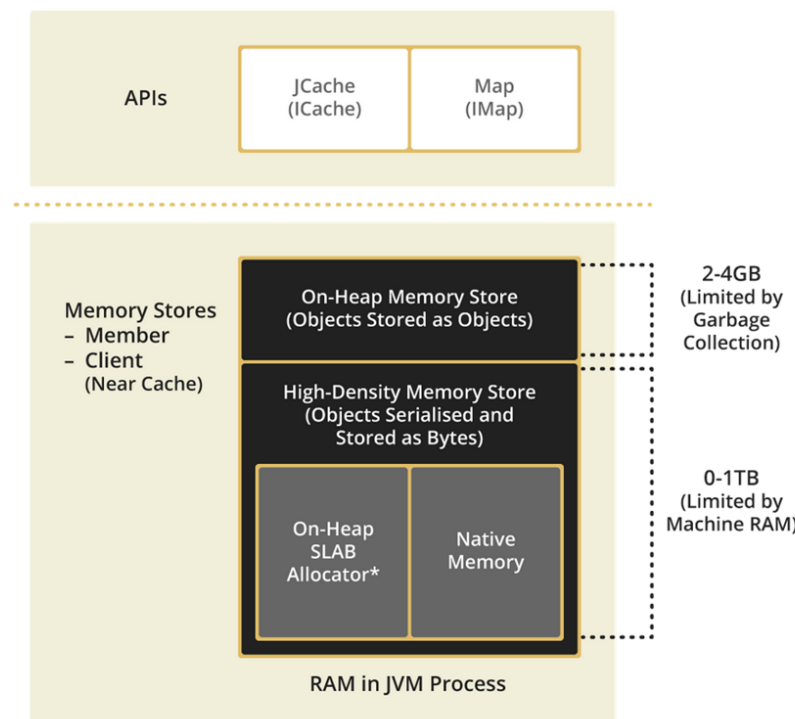 APIs
JCache
(ICache)
Map
(IMap)
Memory Stores
– Member
– Client
(Near Cache)
On-Heap Memory Store
(Objects Stored as Objects)
2-4GB
(Limited by
Garbage
Collection)
High-Density Memory Store
(Objects Serialised and
Stored as Bytes)
On-Heap
SLAB
Allocator*
Native
Memory
0-1TB
(Limited by
Machine RAM)
RAM in JVM Process